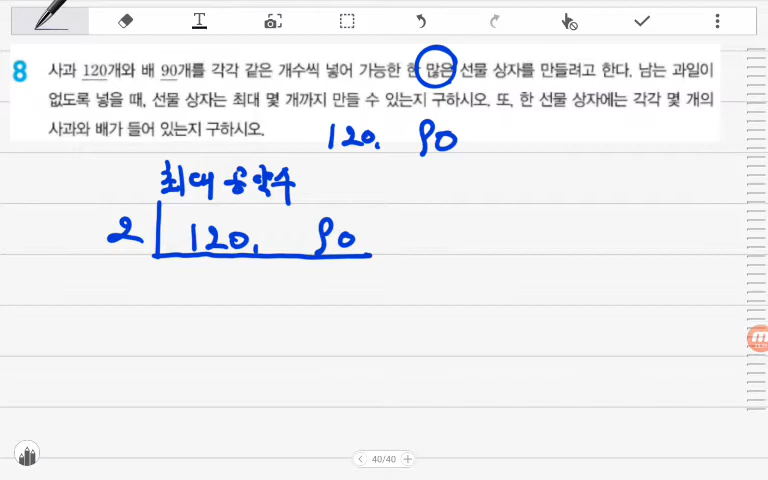 8 사과 120개와 배 90개를 각각 같은 개수씩 넣어 가능한 한 많은 선물 상자를 만들려고 한다. 남는 과일이
없도록 넣을 때, 선물 상자는 최대 몇 개까지 만들 수 있는지 구하시오. 또, 한 선물 상자에는 각각 몇 개의
사과와 배가 들어 있는지 구하시오.
120, 90
최대공약수
2 120, 90
40/40